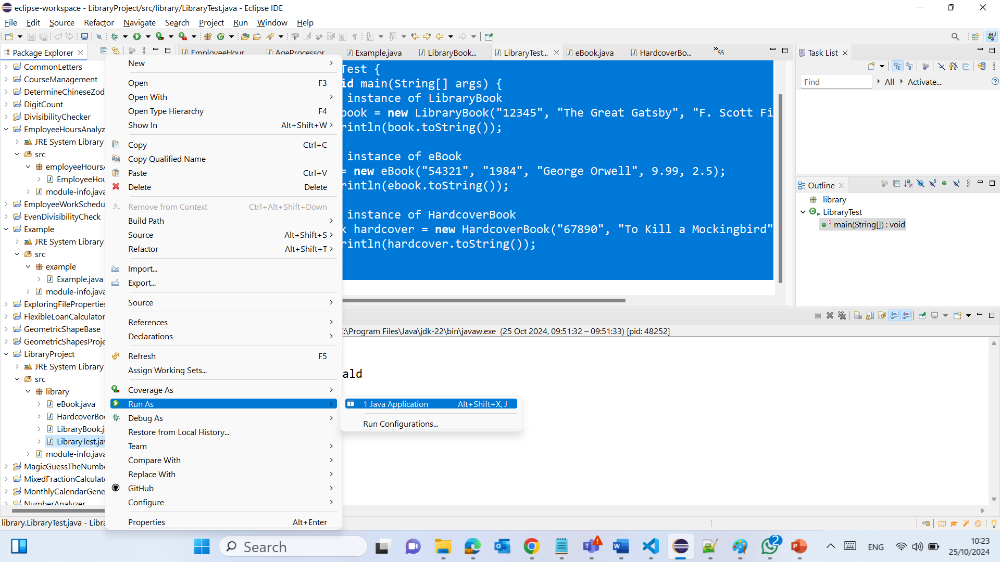 eclipse-workspace - LibraryProject/src/library/LibraryTest.java - Eclipse IDE
File Edit Source Refactor Navigate Search Project Run Window Help
Package Explorer
EmployeeHour
AgeProcessor
Example.java
LibraryBook...
LibraryTest...
eBook.java
HardcoverBo...
»55
CommonLetters
CourseManagement
DetermineChineseZod
DigitCount
DivisibilityChecker
EmployeeHoursAnalyz
JRE System Library
src
employeeHours
EmployeeHou
module-info.java
EmployeeWorkSchedu
EvenDivisibilityCheck
Example
JRE System Library
src
example
Example.java
module-info.java
ExploringFileProperties
FlexibleLoanCalculator
GeometricShapeBase
GeometricShapesProje
LibraryProject
JRE System Library
src
library
eBook.java
HardcoverBoo
LibraryBook.j
LibraryTest.jav
module-info.java
MagicGuessTheNumbe
MixedFractionCalculato
MonthlyCalendarGene
NumberAnalyzer
library.LibraryTest.java - Libra
New
Open F3
Open With
Open Type Hierarchy F4
Show In Alt+Shift+W
Copy Ctrl+C
Copy Qualified Name
Paste Ctrl+V
Delete Delete
Remove from Context Ctrl+Alt+Shift+Down
Build Path
Source Alt+Shift+S
Refactor Alt+Shift+T
Import...
Export...
Source
References
Declarations
Refresh F5
Assign Working Sets...
Coverage As
Run As
Debug As
Restore from Local History...
Team
Compare With
Replace With
GitHub
Configure
Properties Alt+Enter
1 Java Application Alt+Shift+X, J
Run Configurations...
Test {
id main(String[] args) {
instance of LibraryBook
book = new LibraryBook("12345", "The Great Gatsby", "F. Scott Fi
rintln(book.toString());
instance of eBook
= new eBook("54321", "1984", "George Orwell", 9.99, 2.5);
rintln(ebook.toString());
instance of HardcoverBook
k hardcover = new HardcoverBook("67890", "To Kill a Mockingbird"
rintln(hardcover.toString());
:\Program Files\Java\jdk-22\bin\javaw.exe (25 Oct 2024, 09:51:32 – 09:51:33) [pid: 48252]
ald
Task List
Find
All
Activate...
Outline
library
LibraryTest
main(String[]) : void
Search
2
ENG
10:23
25/10/2024